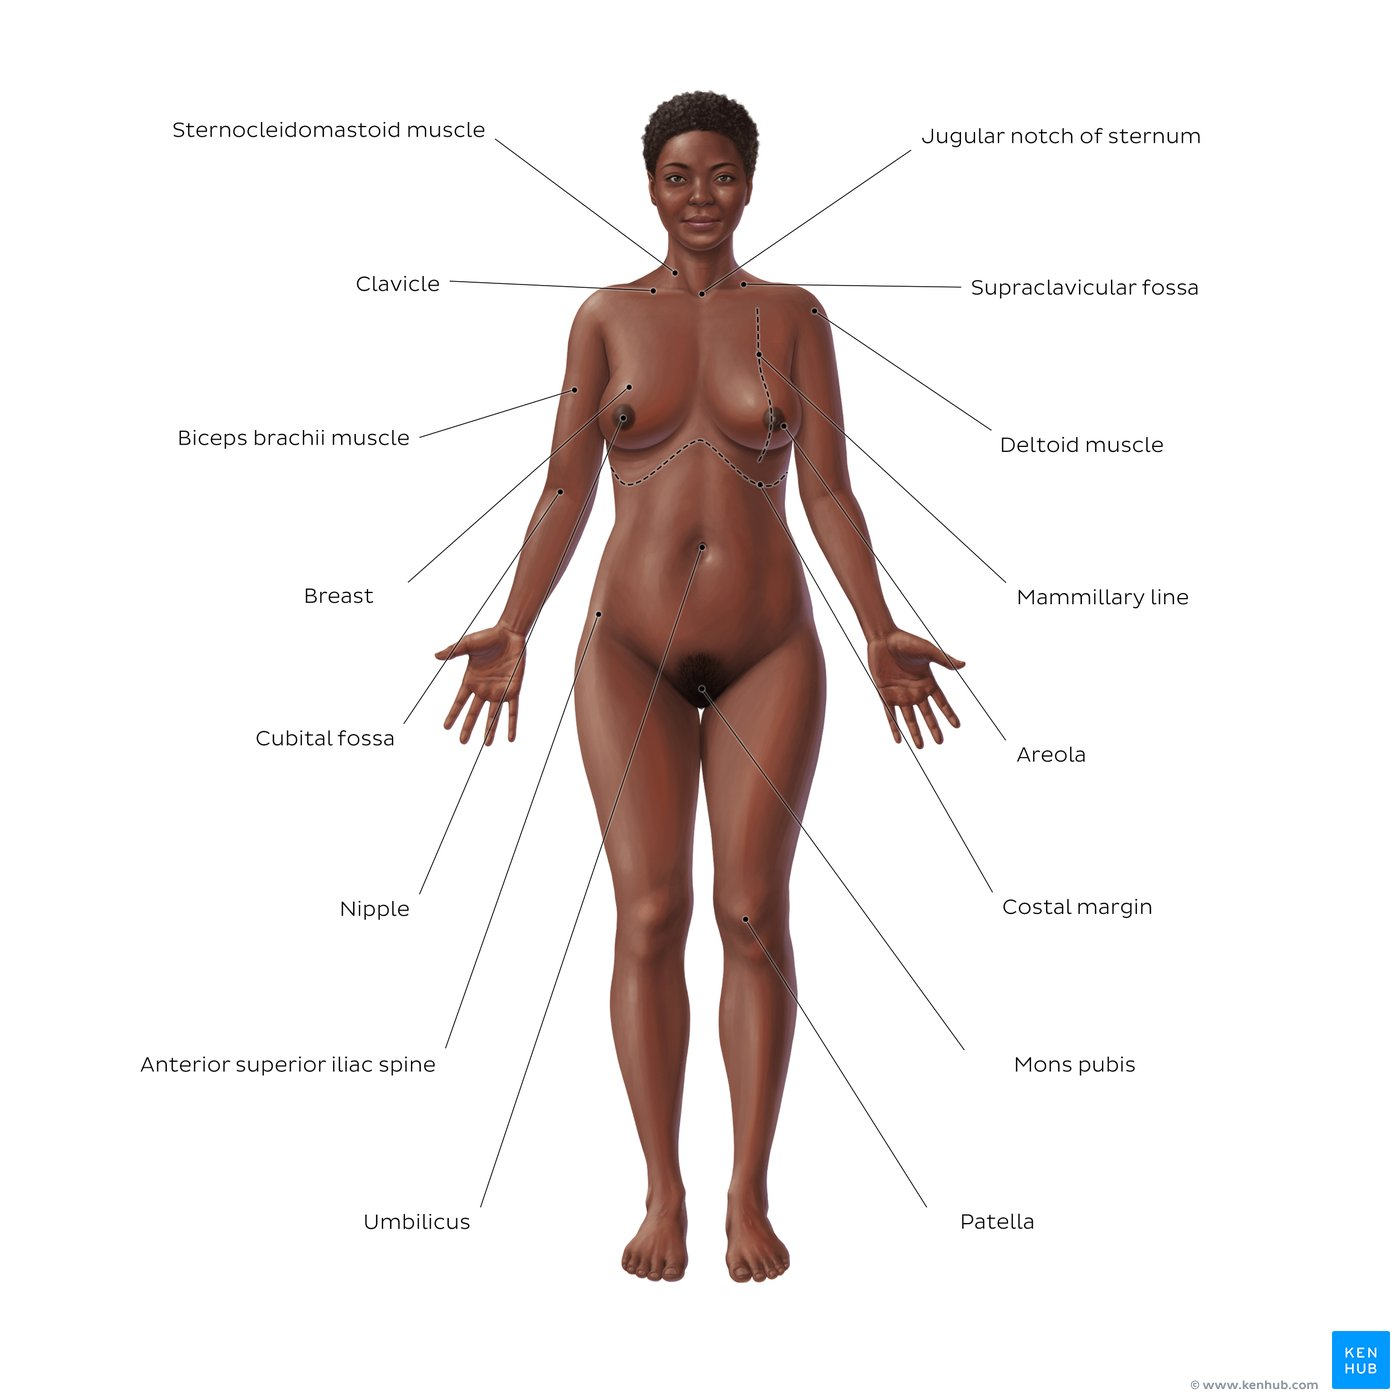 Sternocleidomastoid muscle
Jugular notch of sternum
Clavicle
Supraclavicular fossa
Biceps brachii muscle
Deltoid muscle
Breast
Mammillary line
Cubital fossa
Areola
Nipple
Costal margin
Anterior superior iliac spine
Mons pubis
Umbilicus
Patella
KEN
HUB
© www.kenhub.com